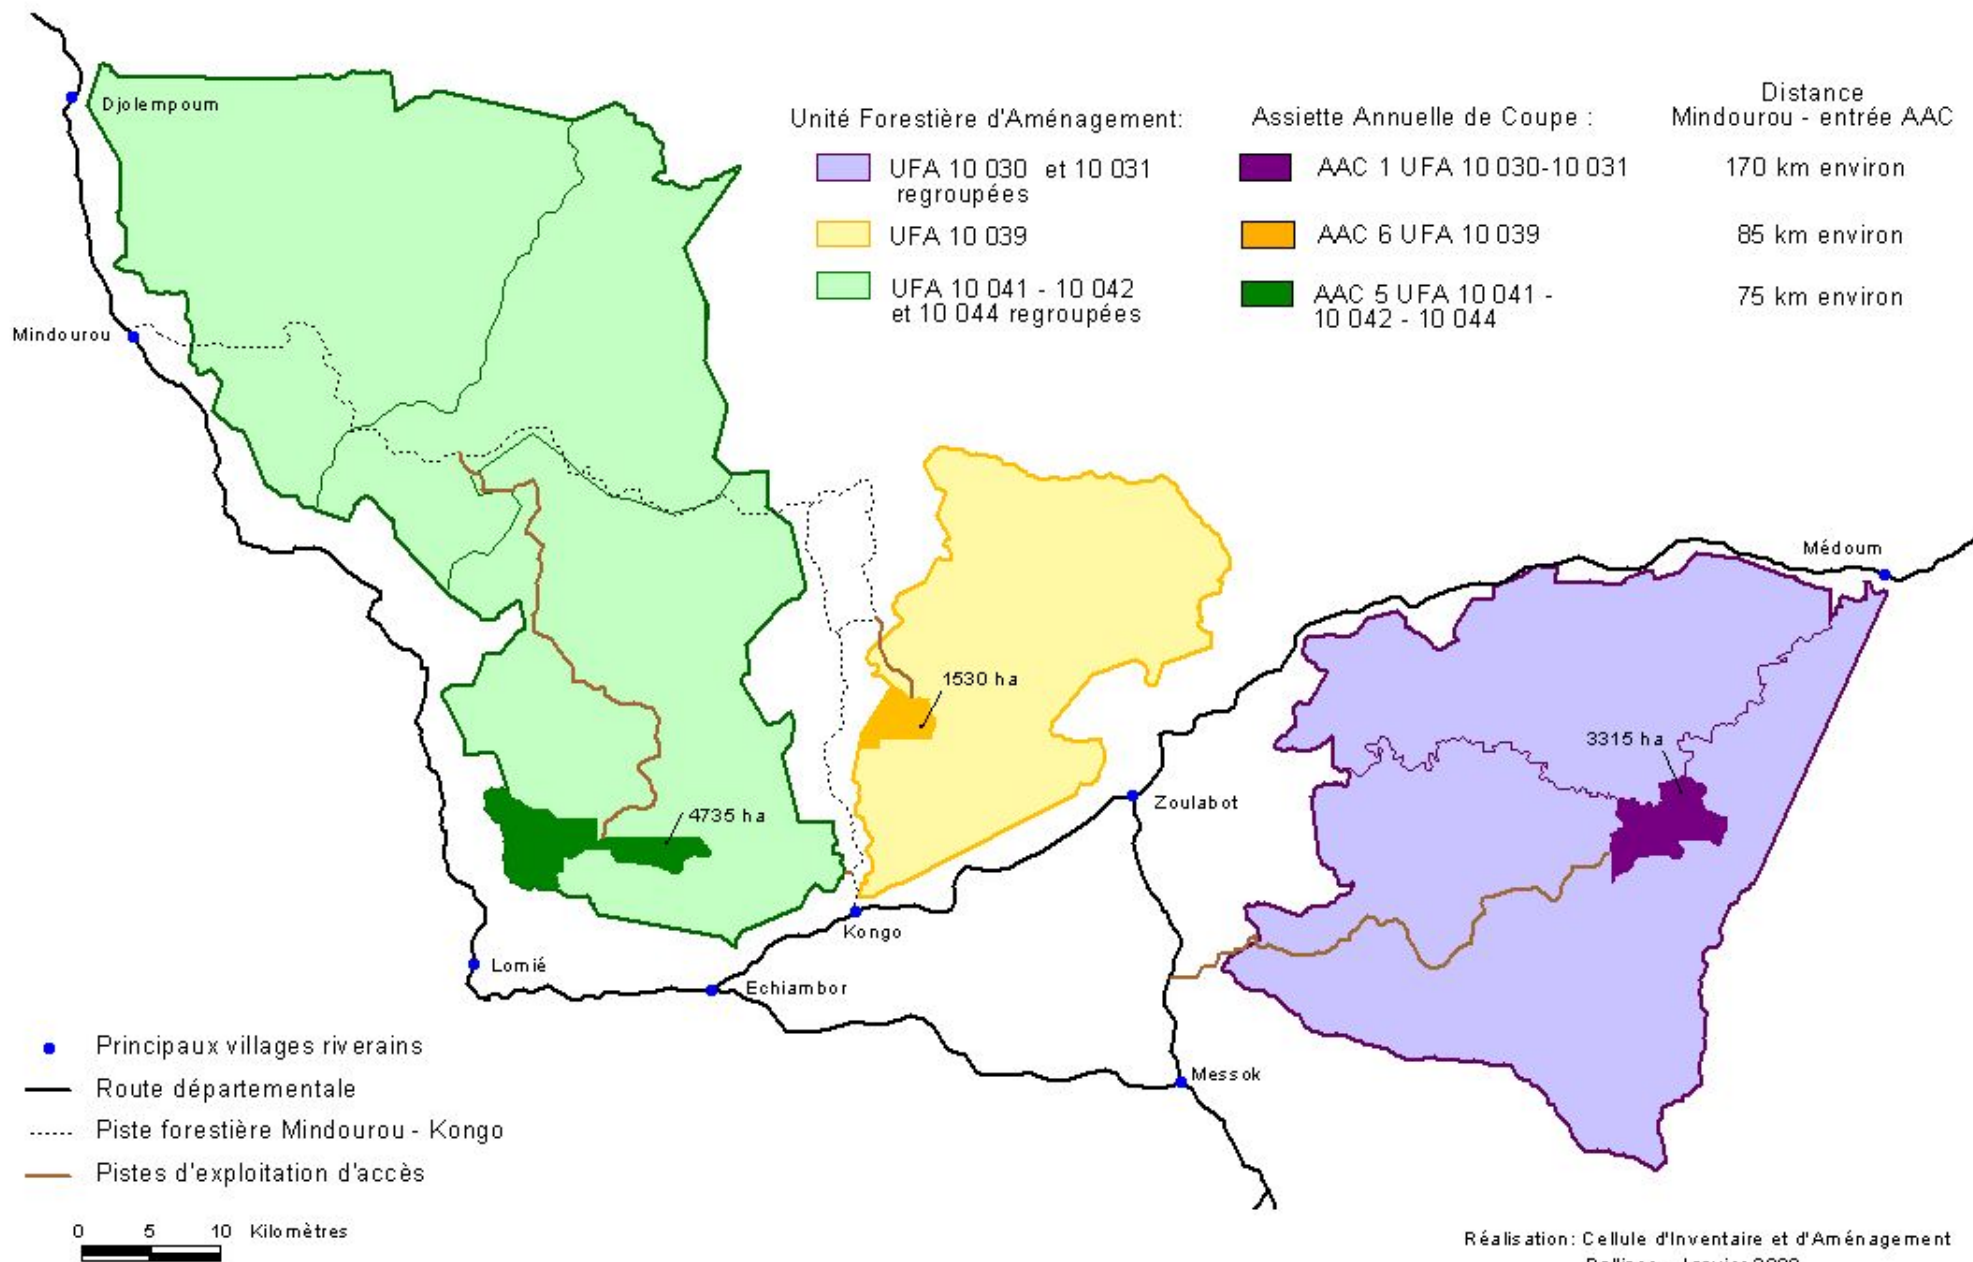 Djolempoum
Mindourou
Unité Forestière d'Aménagement:
UFA 10 030 et 10 031
regroupées
UFA 10 039
UFA 10 041 - 10 042
et 10 044 regroupées
Assiette Annuelle de Coupe :
AAC 1 UFA 10 030-10 031
AAC 6 UFA 10 039
AAC 5 UFA 10 041 -
10 042 - 10 044
Distance
Mindourou - entrée AAC
170 km environ
85 km environ
75 km environ
Médoum
1530 ha
3315 ha
4735 ha
Zoulabot
Kongo
Lomié
Echiambor
Messok
Principaux villages riverains
Route départementale
Piste forestière Mindourou - Kongo
Pistes d'exploitation d'accès
0 5 10 Kilomètres
Réalisation: Cellule d'Inventaire et d'Aménagement